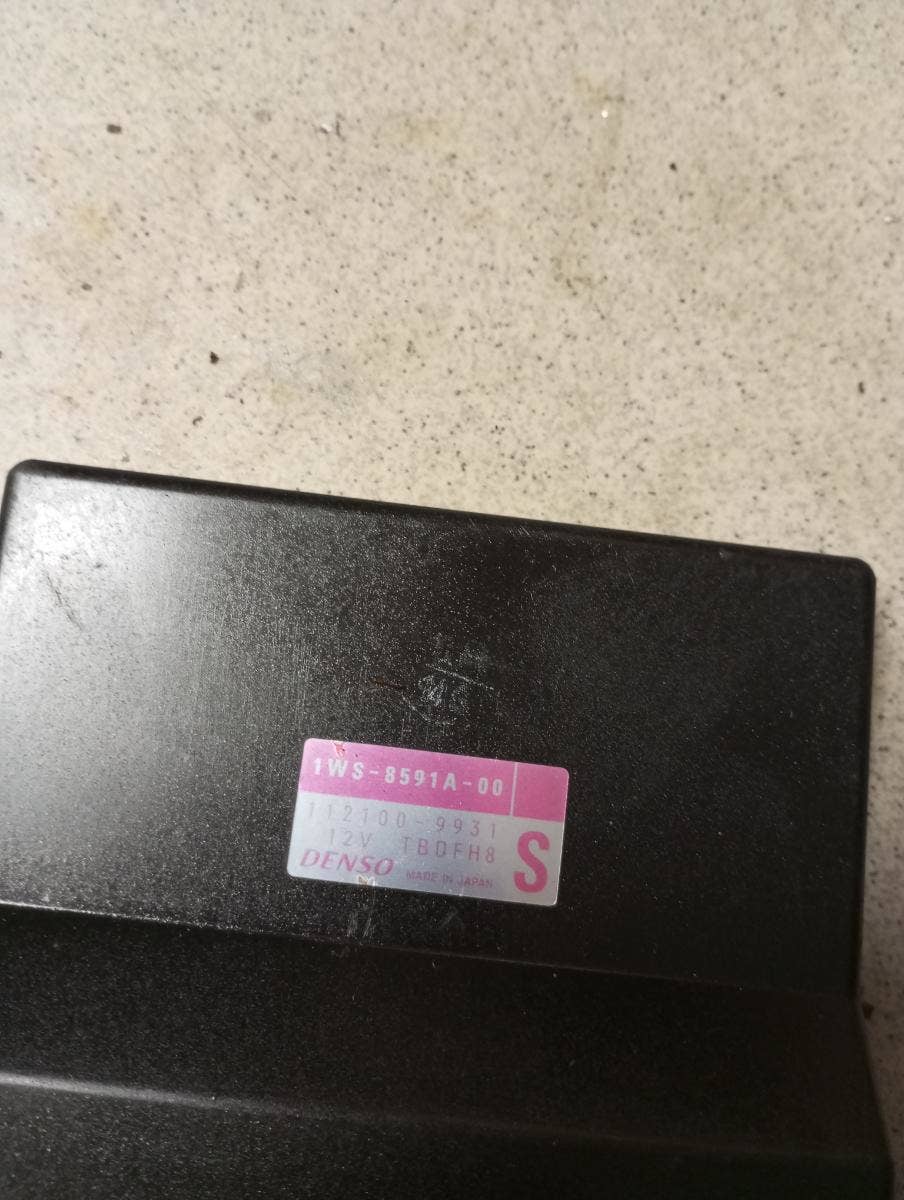 1WS-8591A-00
112100-9931
12V TBDFH8
S
DENSO MADE IN JAPAN